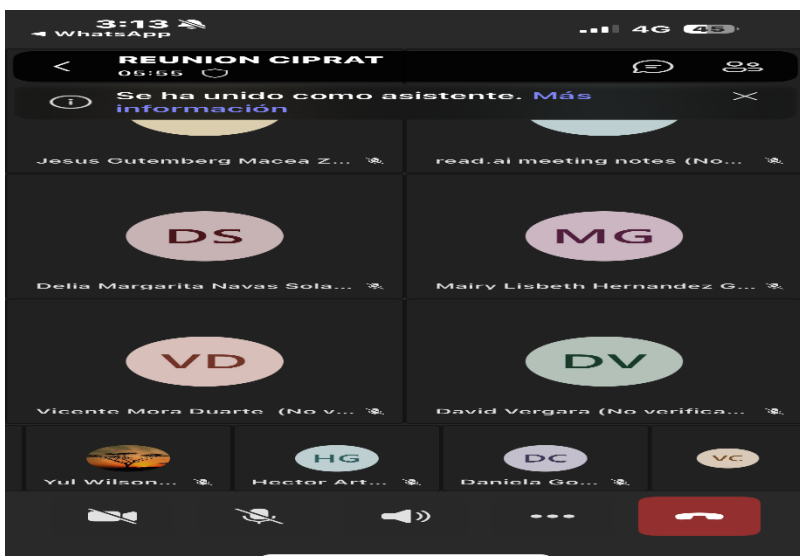 3:13
◄ WhatsApp
4G 45
REUNION CIPRAT
05:55
Se ha unido como asistente. Más
información
Jesus Gutemberg Macea Z...
read.ai meeting notes (No...
DS
MG
Delia Margarita Navas Sola...
Mairy Lisbeth Hernandez G...
VD
DV
Vicente Mora Duarte (No v...
David Vergara (No verifica...
HG
DC
VC
Yul Wilson...
Hector Art...
Daniela Go...